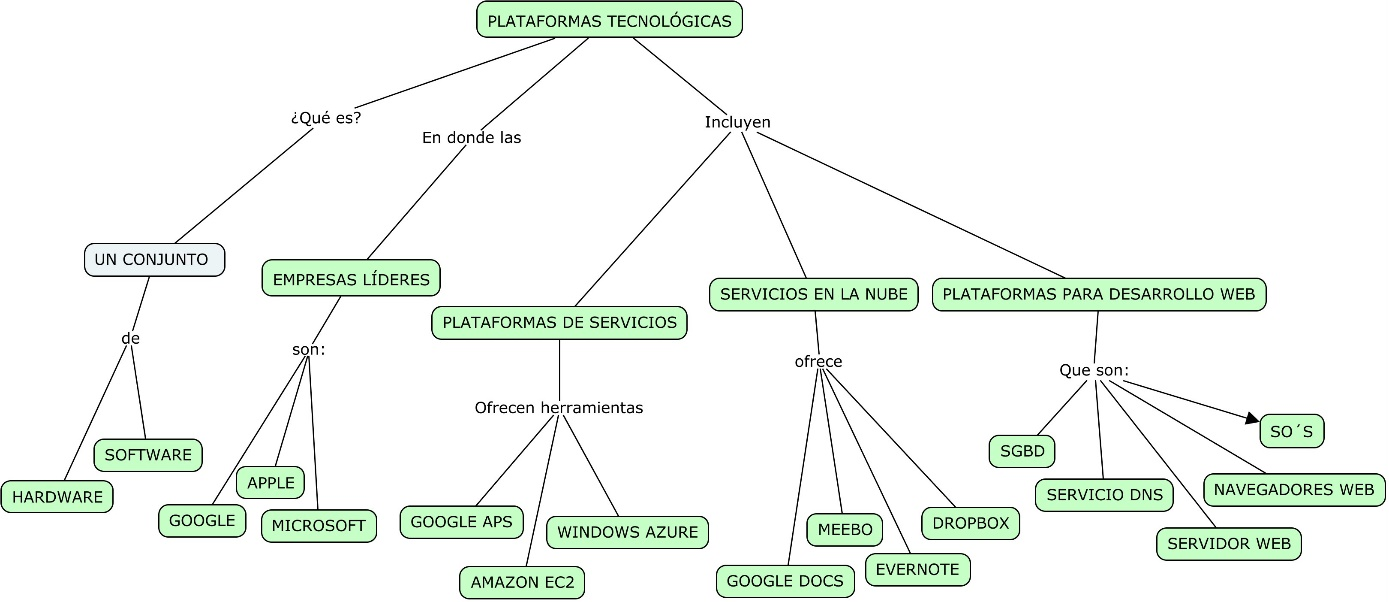 PLATAFORMAS TECNOLÓGICAS
¿Qué es?
En donde las
Incluyen
UN CONJUNTO
EMPRESAS LÍDERES
PLATAFORMAS DE SERVICIOS
SERVICIOS EN LA NUBE
PLATAFORMAS PARA DESARROLLO WEB
de
son:
Ofrecen herramientas
ofrece
Que son:
HARDWARE
SOFTWARE
GOOGLE
APPLE
MICROSOFT
GOOGLE APS
AMAZON EC2
WINDOWS AZURE
GOOGLE DOCS
MEEBO
EVERNOTE
DROPBOX
SGBD
SERVICIO DNS
SERVIDOR WEB
NAVEGADORES WEB
SO´S